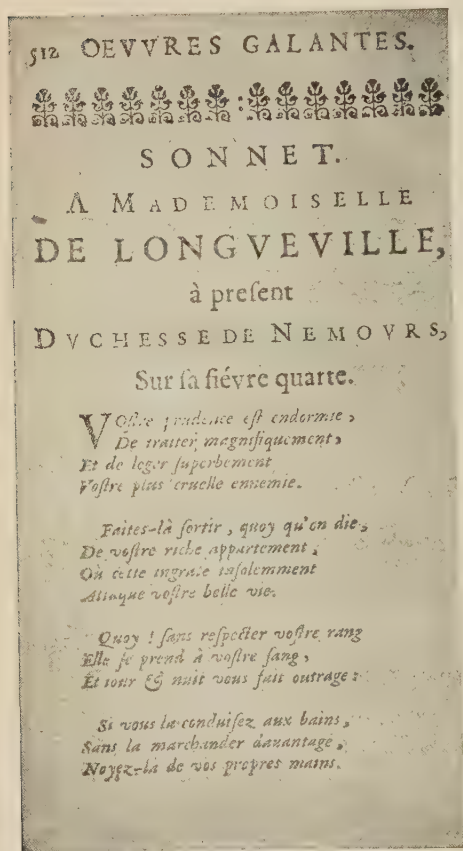 512 OEVVRES GALANTES.
SONNET.
A MADEMOISELLE
DE LONGVEVILLE,
à preſent
DVCHESSE DE NEMOVRS,
Sur ſa fiévre quarte.
VOſtre prudence eſt endormie,
De traiter magnifiquement,
Et de loger ſuperbement
Voſtre plus cruelle ennemie.
Faites-là ſortir, quoy qu'on die,
De voſtre riche appartement,
Où cette ingrate inſolemment
Attaque voſtre belle vie.
Quoy ! ſans reſpecter voſtre rang
Elle ſe prend à voſtre ſang,
Et iour & nuit vous fait outrage:
Si vous la conduiſez aux bains,
Sans la marchander dauantage,
Noyez-là de vos propres mains.